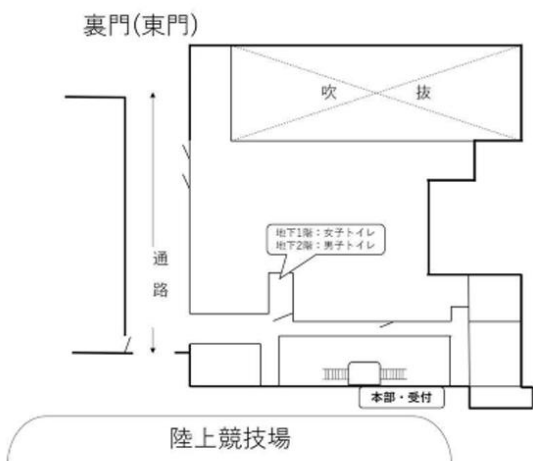 裏門(東門)
吹 抜
地下1階：女子トイレ
地下2階：男子トイレ
通路
本部・受付
陸上競技場